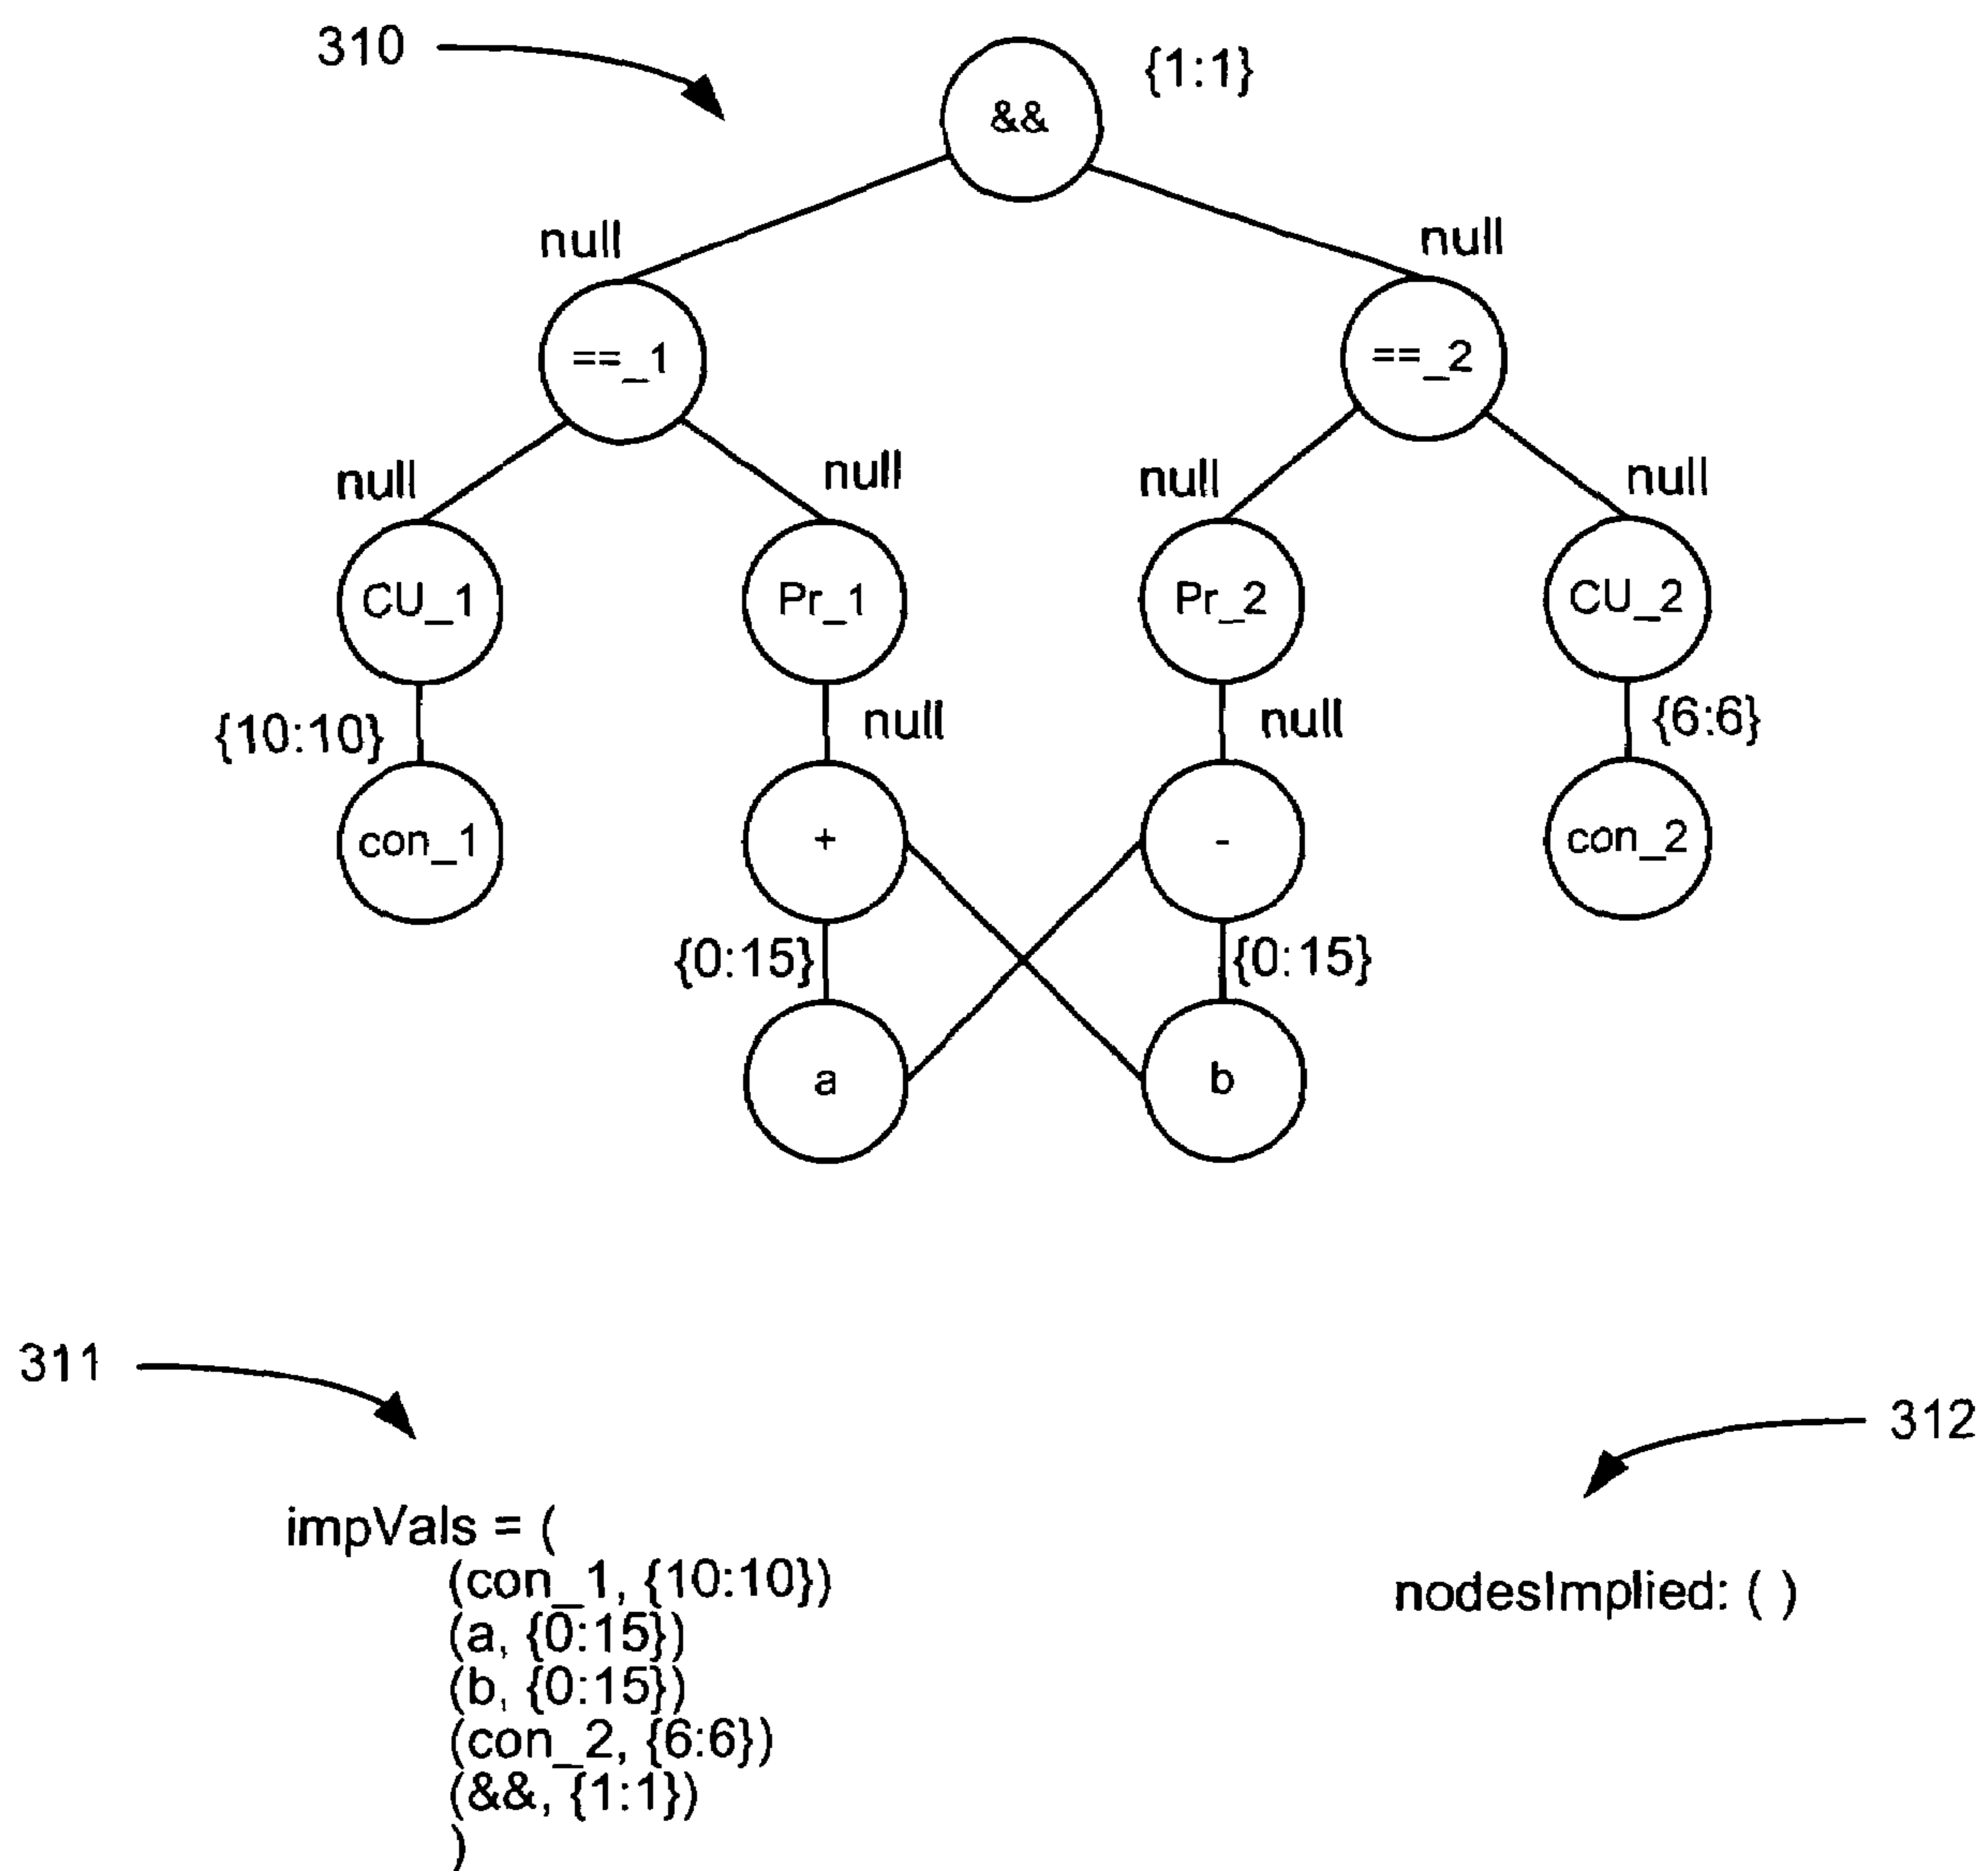 310
{1:1}
&&
null
null
==_1
==_2
null
null
null
null
CU_1
Pr_1
Pr_2
CU_2
{10:10}
null
null
{6:6}
con_1
+
-
con_2
{0:15}
{0:15}
a
b
311
312
impVals = (
(con_1, {10:10})
(a, {0:15})
(b, {0:15})
(con_2, {6:6})
(&&, {1:1})
)
nodesImplied: ( )